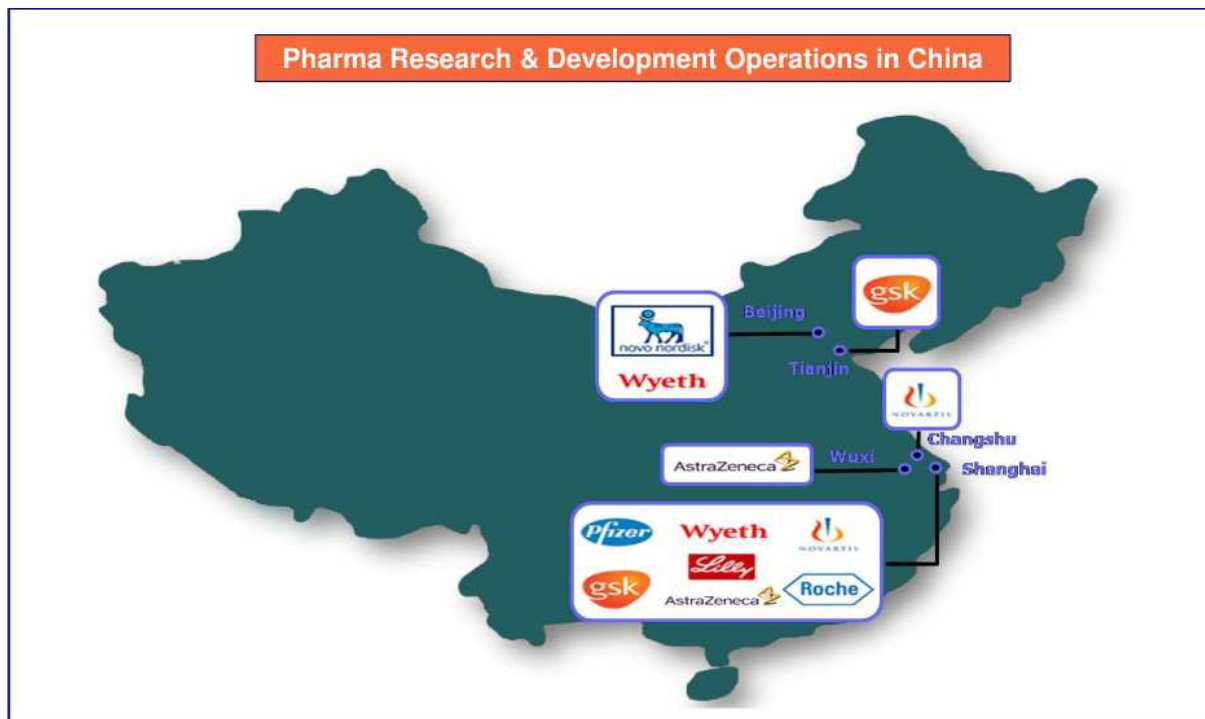 Pharma Research & Development Operations in China
gsk
Beijing
novo nordisk®
Wyeth
Tianjin
NOVARTIS
Changshu
AstraZeneca
Wuxi
Shanghai
Pfizer
Wyeth
NOVARTIS
Lilly
gsk
AstraZeneca
Roche